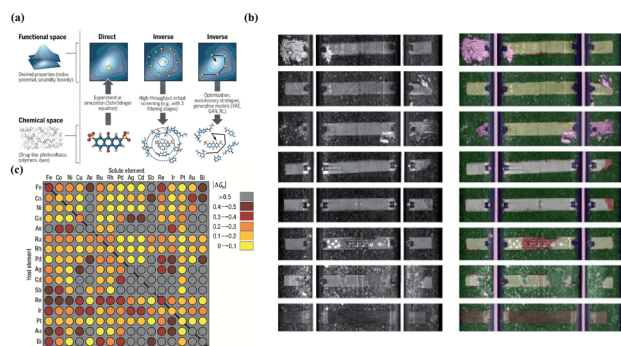 (a)
Functional space
Direct
Inverse
Inverse
Desired properties (redox
potential, solubility, toxicity)
Experiment or
simulation (Schrödinger
equation)
High-throughput virtual
screening (e.g., with 3
filtering stages)
Optimization,
evolutionary strategies,
generative models (VAE,
GAN, RL)
Chemical space
(Drug-like, photovoltaics,
polymers, dyes)
(b)
(c)
Solute element
Fe Co Ni Cu As Ru Rh Pd Ag Cd Sb Re Ir Pt Au Bi
Host element
Fe
Co
Ni
Cu
As
Ru
Rh
Pd
Ag
Cd
Sb
Re
Ir
Pt
Au
Bi
>0.5
0.4→0.5
0.3→0.4
0.2→0.3
0.1→0.2
0→0.1